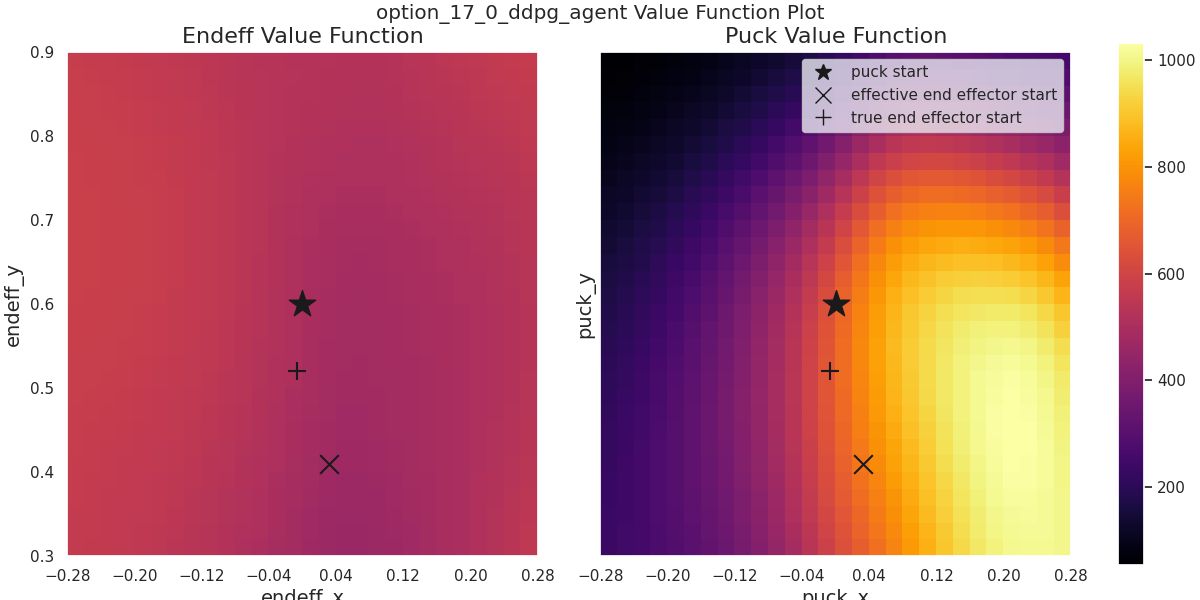 option_17_0_ddpg_agent Value Function Plot
Endeff Value Function
Puck Value Function
puck start
effective end effector start
true end effector start
endeff_y
0.9
0.8
0.7
0.6
0.5
0.4
0.3
−0.28 −0.20 −0.12 −0.04 0.04 0.12 0.20 0.28
endeff_x
puck_y
−0.28 −0.20 −0.12 −0.04 0.04 0.12 0.20 0.28
puck_x
1000
800
600
400
200